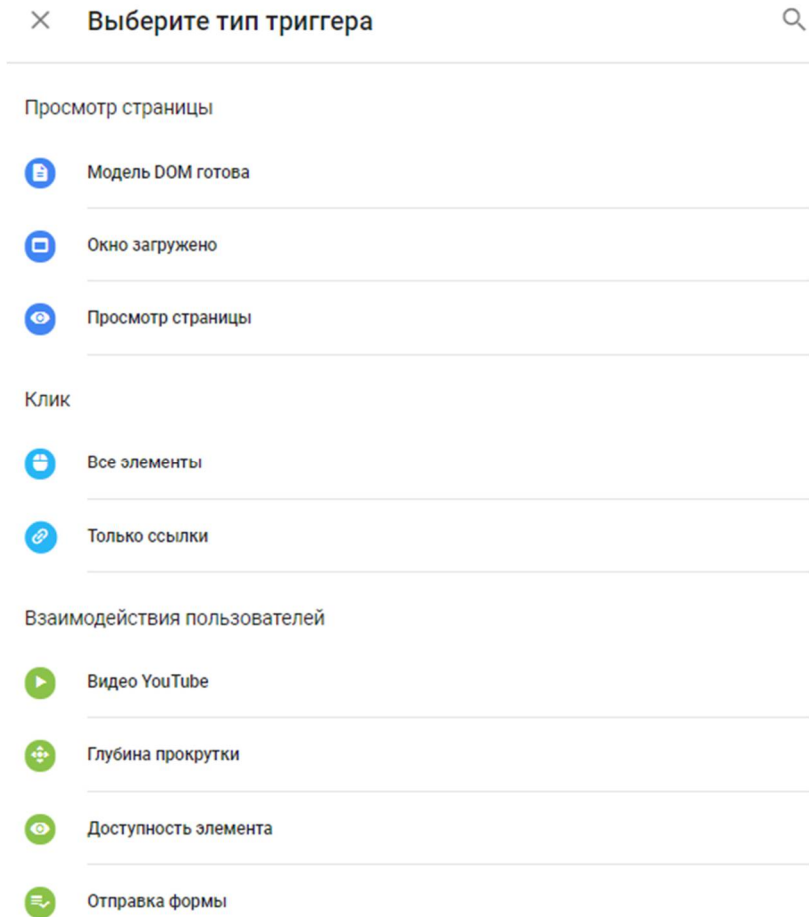 Выберите тип триггера
Просмотр страницы
Модель DOM готова
Окно загружено
Просмотр страницы
Клик
Все элементы
Только ссылки
Взаимодействия пользователей
Видео YouTube
Глубина прокрутки
Доступность элемента
Отправка формы